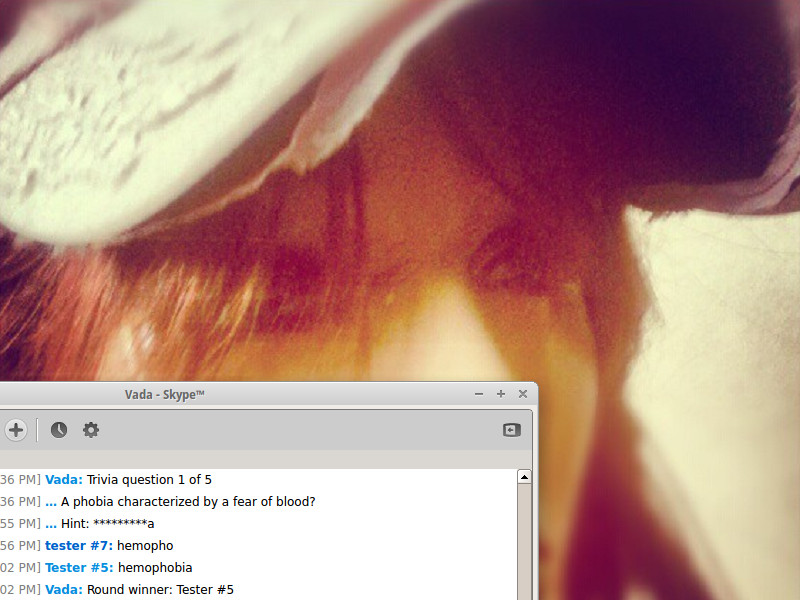 Vada - Skype™
36 PM] Vada: Trivia question 1 of 5
36 PM] ... A phobia characterized by a fear of blood?
55 PM] ... Hint: *********a
56 PM] tester #7: hemopho
02 PM] Tester #5: hemophobia
02 PM] Vada: Round winner: Tester #5